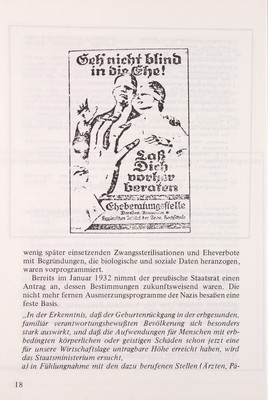 Geh nicht blind
in die Ehe!
Laß
Dich
vorher
beraten
Eheberatungsstelle
wenig später einsetzenden Zwangssterilisationen und Eheverbote
mit Begründungen, die biologische und soziale Daten heranzogen,
waren vorprogrammiert.
Bereits im Januar 1932 nimmt der preußische Staatsrat einen
Antrag an, dessen Bestimmungen zukunftsweisend waren. Die
nicht mehr fernen Ausmerzungsprogramme der Nazis besaßen eine
feste Basis.
„In der Erkenntnis, daß der Geburtenrückgang in der erbgesunden,
familiär verantwortungsbewußten Bevölkerung sich besonders
stark auswirkt, und daß die Aufwendungen für Menschen mit erb-
bedingten körperlichen oder geistigen Schäden schon jetzt eine
für unsere Wirtschaftslage untragbare Höhe erreicht haben, wird
das Staatsministerium ersucht,
a) in Fühlungnahme mit den dazu berufenen Stellen (Ärzten, Pä-
18